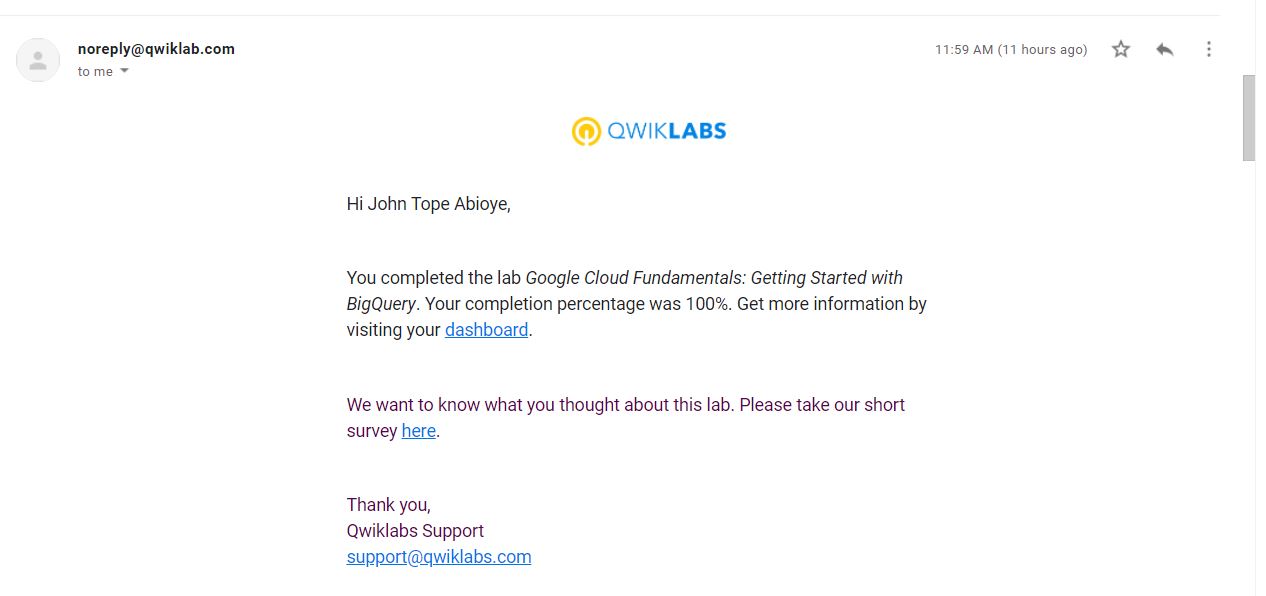 noreply@qwiklab.com
11:59 AM (11 hours ago)
to me
QWIKLABS
Hi John Tope Abioye,
You completed the lab Google Cloud Fundamentals: Getting Started with
BigQuery. Your completion percentage was 100%. Get more information by
visiting your dashboard.
We want to know what you thought about this lab. Please take our short
survey here.
Thank you,
Qwiklabs Support
support@qwiklabs.com